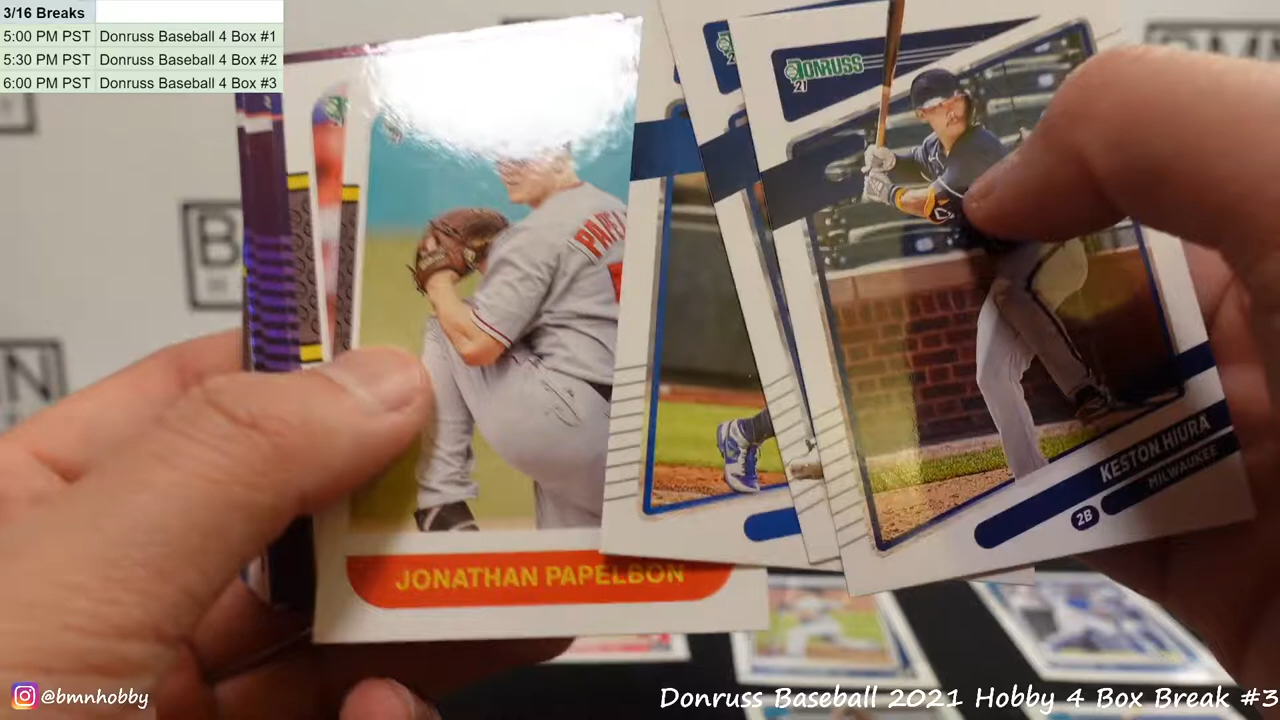 3/16 Breaks
5:00 PM PST Donruss Baseball 4 Box #1
5:30 PM PST Donruss Baseball 4 Box #2
6:00 PM PST Donruss Baseball 4 Box #3
DONRUSS
21
JONATHAN PAPELBON
KESTON HIURA
2B
MILWAUKEE
@bmnhobby
Donruss Baseball 2021 Hobby 4 Box Break #3